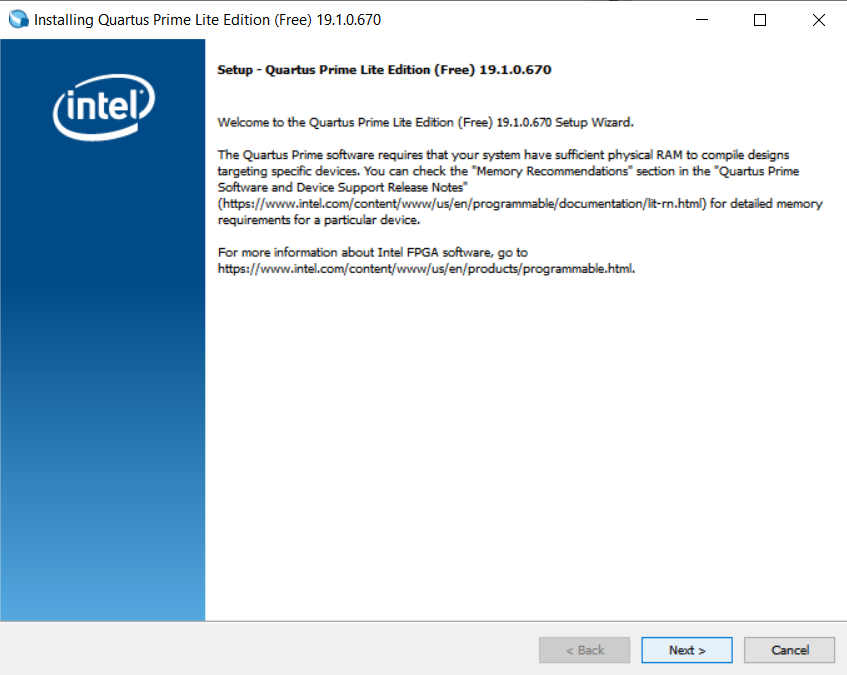 Installing Quartus Prime Lite Edition (Free) 19.1.0.670
intel
Setup - Quartus Prime Lite Edition (Free) 19.1.0.670
Welcome to the Quartus Prime Lite Edition (Free) 19.1.0.670 Setup Wizard.
The Quartus Prime software requires that your system have sufficient physical RAM to compile designs
targeting specific devices. You can check the "Memory Recommendations" section in the "Quartus Prime
Software and Device Support Release Notes"
(https://www.intel.com/content/www/us/en/programmable/documentation/lit-rn.html) for detailed memory
requirements for a particular device.
For more information about Intel FPGA software, go to
https://www.intel.com/content/www/us/en/products/programmable.html.
< Back
Next >
Cancel